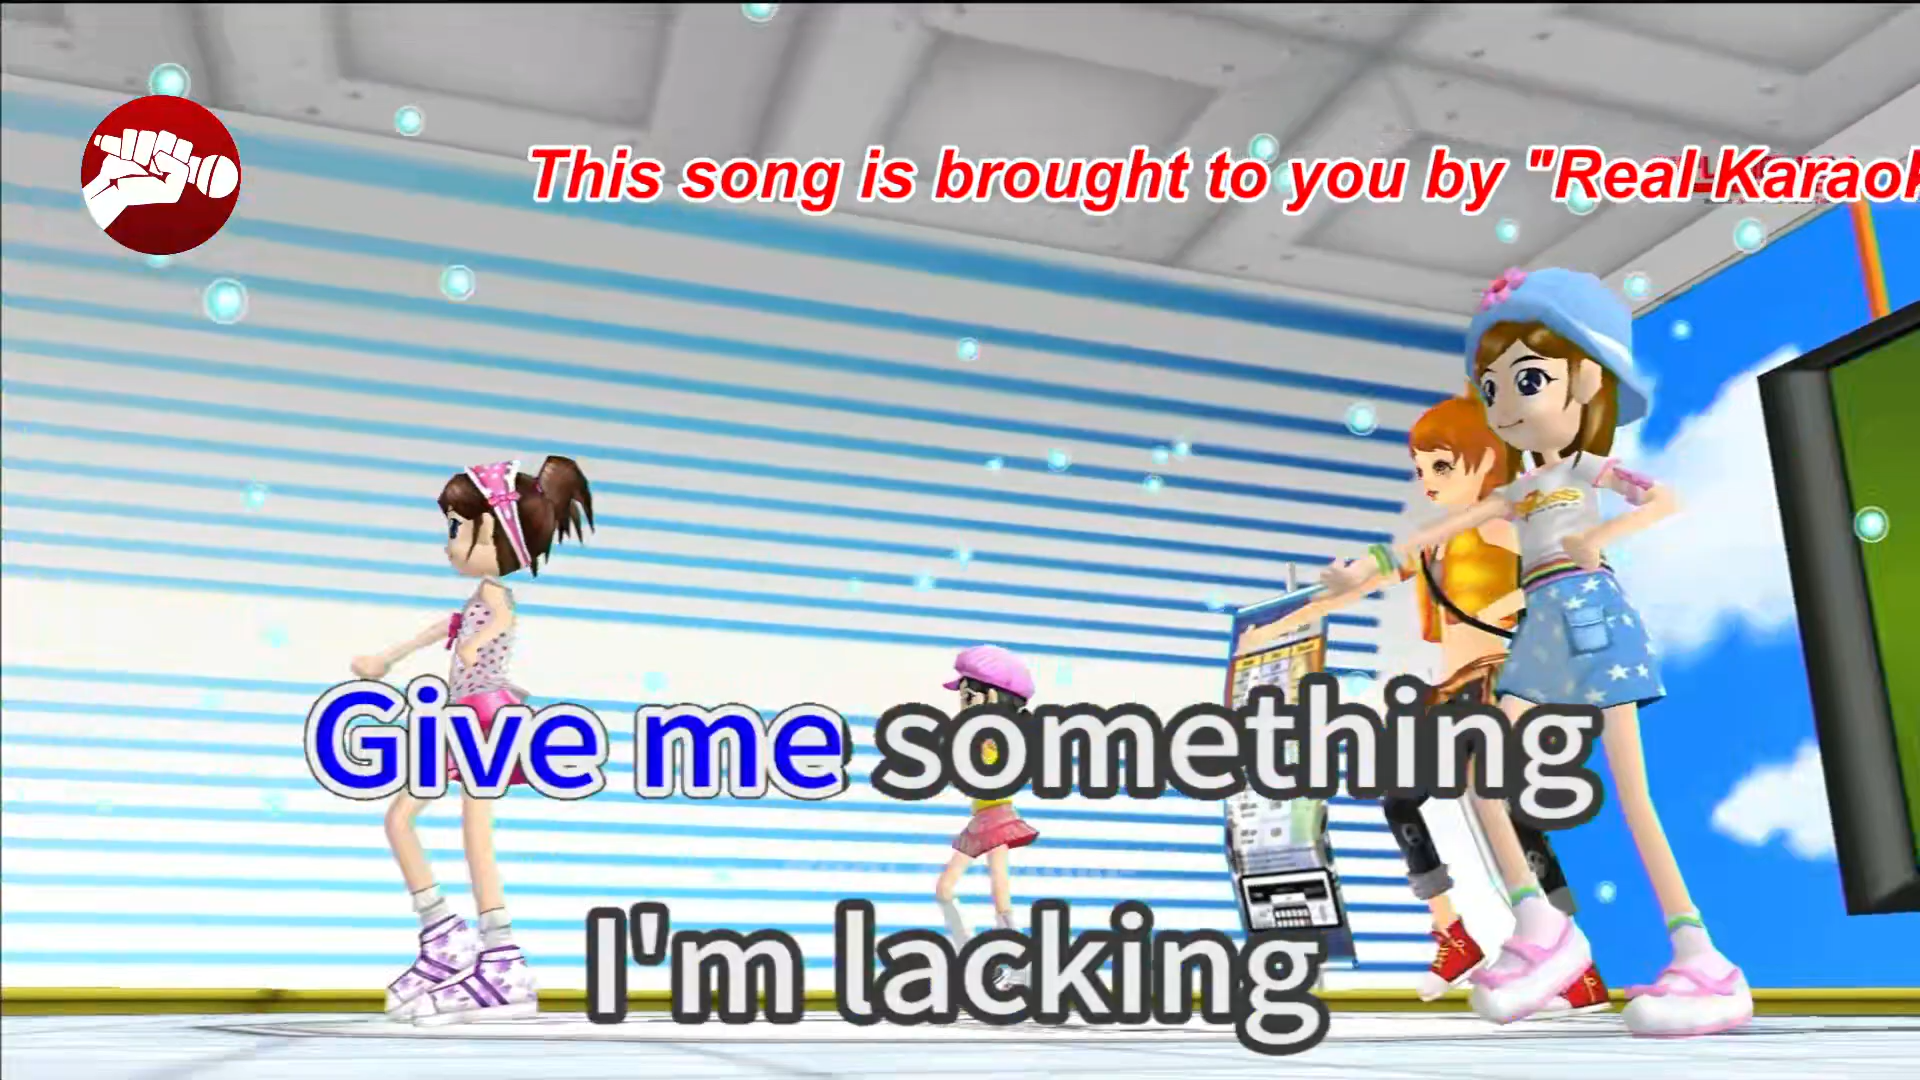 This song is brought to you by "Real Karaok
Give me something
I'm lacking